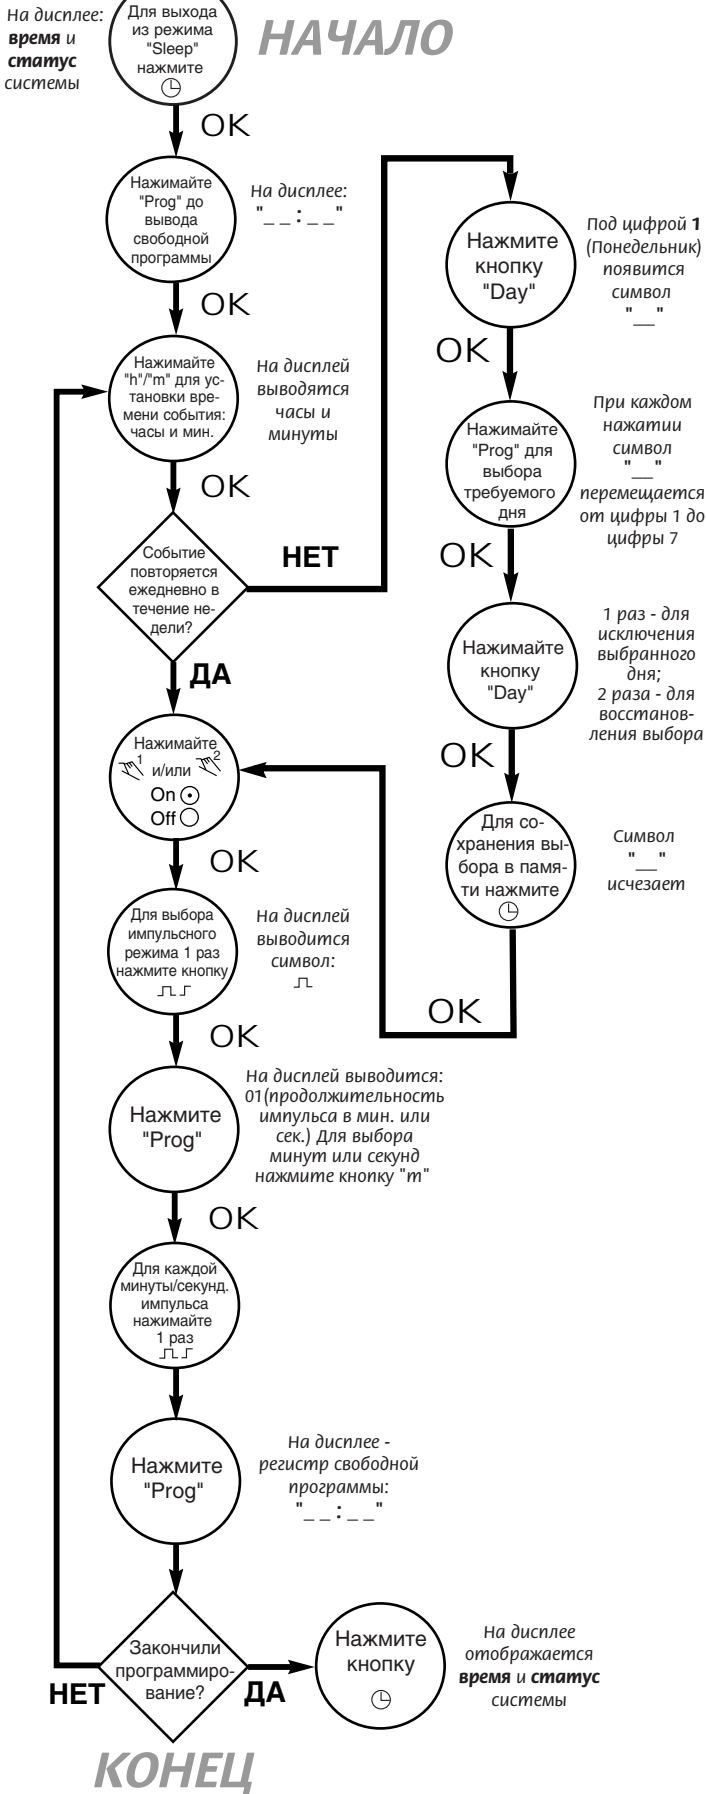 На дисплее:
время и
статус
системы
Для выхода
из режима
"Sleep"
нажмите
НАЧАЛО
OK
Нажимайте
"Prog" до
вывода
свободной
программы
На дисплее:
"_ _ : _ _"
OK
Нажимайте
"h"/"m" для ус-
тановки вре-
мени события:
часы и мин.
На дисплей
выводятся
часы и
минуты
OK
Событие
повторяется
ежедневно в
течение не-
дели?
НЕТ
ДА
Нажмите
кнопку
"Day"
Под цифрой 1
(Понедельник)
появится
символ
"__"
OK
Нажимайте
"Prog" для
выбора
требуемого
дня
При каждом
нажатии
символ
"__"
перемещается
от цифры 1 до
цифры 7
OK
Нажимайте
кнопку
"Day"
1 раз - для
исключения
выбранного
дня;
2 раза - для
восстанов-
ления выбора
OK
Для со-
хранения вы-
бора в памя-
ти нажмите
Символ
"__"
исчезает
OK
Нажимайте
1 и/или 2
On
Off
OK
Для выбора
импульсного
режима 1 раз
нажмите кнопку
На дисплей
выводится
символ:
OK
Нажмите
"Prog"
На дисплей выводится:
01(продолжительность
импульса в мин. или
сек.) Для выбора
минут или секунд
нажмите кнопку "m"
OK
Для каждой
минуты/секунд.
импульса
нажимайте
1 раз
Нажмите
"Prog"
На дисплее -
регистр свободной
программы:
"_ _ : _ _"
Закончили
программиро-
вание?
НЕТ
ДА
Нажмите
кнопку
На дисплее
отображается
время и статус
системы
КОНЕЦ